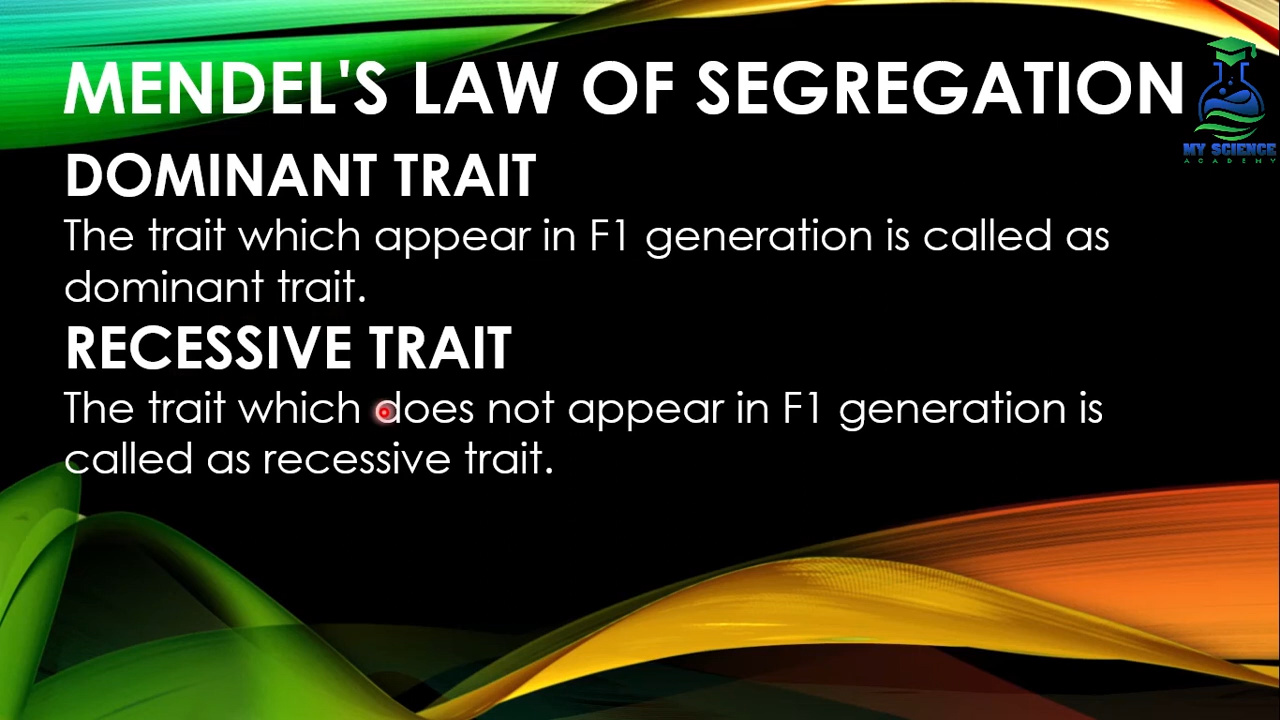 MENDEL'S LAW OF SEGREGATION
MY SCIENCE
ACADEMY
DOMINANT TRAIT
The trait which appear in F1 generation is called as
dominant trait.
RECESSIVE TRAIT
The trait which does not appear in F1 generation is
called as recessive trait.